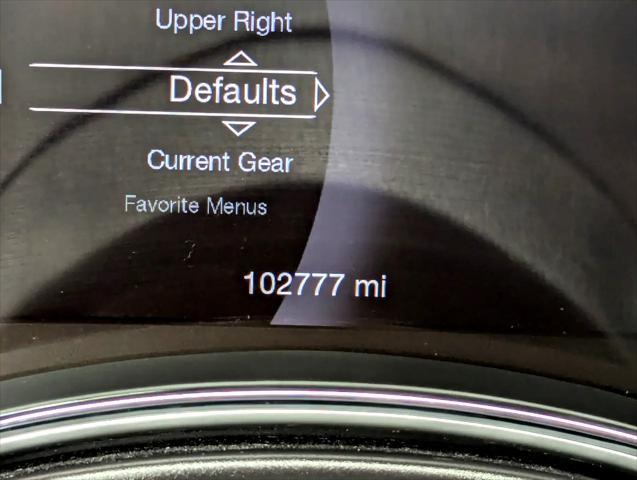 Upper Right
Defaults
Current Gear
Favorite Menus
102777 mi